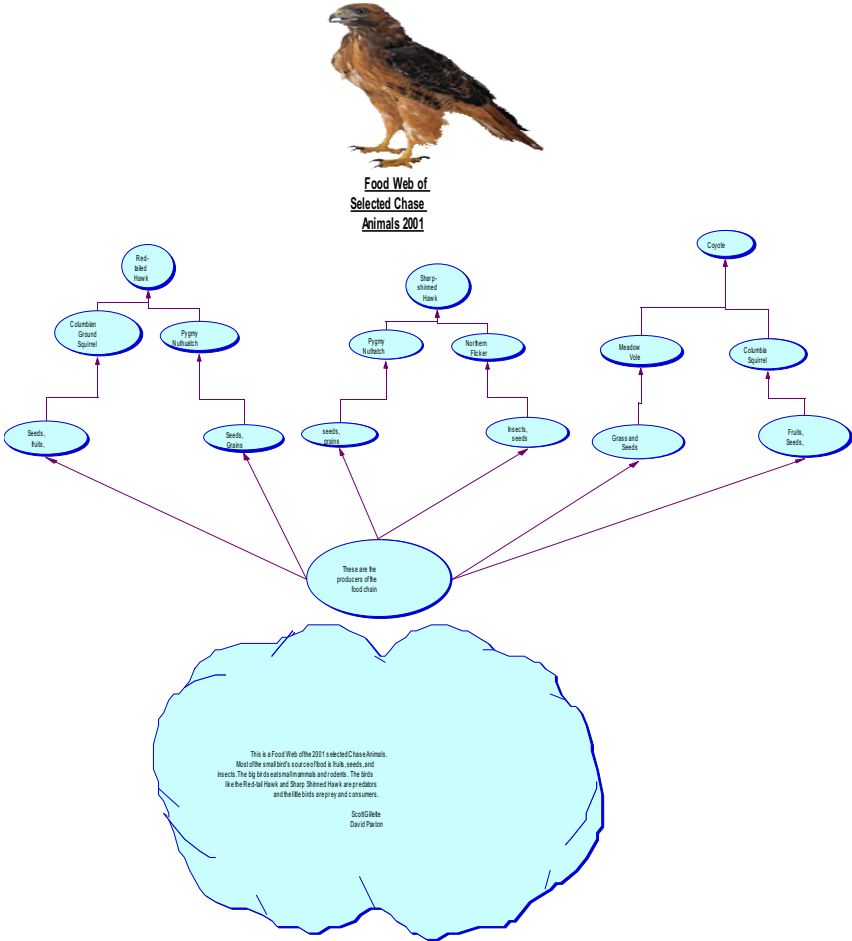 Food Web of
Selected Chase
Animals 2001
Coyote
Red-
tailed
Hawk
Sharp-
shinned
Hawk
Columbian
Ground
Squirrel
Pygmy
Nuthuatch
Pygmy
Nuthatch
Northern
Flicker
Meadow
Vole
Columbia
Squirrel
Seeds,
fruits,
Seeds,
Grains
seeds,
grains
Insects,
seeds
Grass and
Seeds
Fruits,
Seeds,
These are the
producers of the
food chain
This is a Food Web of the 2001 selected Chase Animals.
Most of the small bird's source of food is fruits, seeds, and
insects. The big birds eat small mammals and rodents. The birds
like the Red-tail Hawk and Sharp Shinned Hawk are predators
and the little birds are prey and consumers.
Scott Gillette
David Paxton